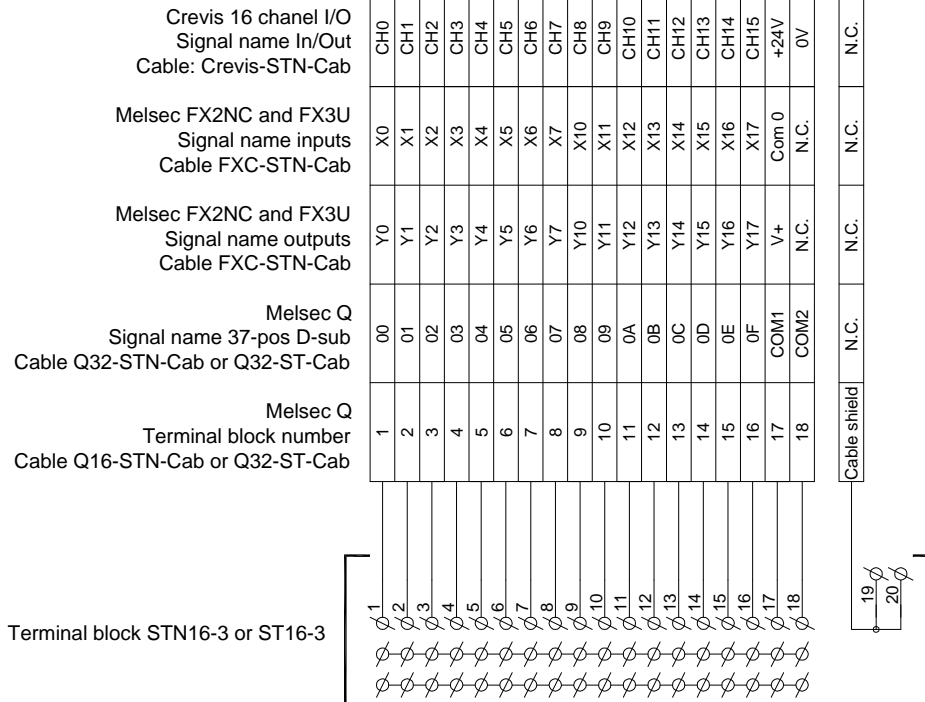 Crevis 16 chanel I/O
Signal name In/Out
Cable: Crevis-STN-Cab
CH0 CH1 CH2 CH3 CH4 CH5 CH6 CH7 CH8 CH9 CH10 CH11 CH12 CH13 CH14 CH15 +24V 0V N.C.
Melsec FX2NC and FX3U
Signal name inputs
Cable FXC-STN-Cab
X0 X1 X2 X3 X4 X5 X6 X7 X10 X11 X12 X13 X14 X15 X16 X17 Com 0 N.C. N.C.
Melsec FX2NC and FX3U
Signal name outputs
Cable FXC-STN-Cab
Y0 Y1 Y2 Y3 Y4 Y5 Y6 Y7 Y10 Y11 Y12 Y13 Y14 Y15 Y16 Y17 V+ N.C. N.C.
Melsec Q
Signal name 37-pos D-sub
Cable Q32-STN-Cab or Q32-ST-Cab
00 01 02 03 04 05 06 07 08 09 0A 0B 0C 0D 0E 0F COM1 COM2 N.C.
Melsec Q
Terminal block number
Cable Q16-STN-Cab or Q32-ST-Cab
1 2 3 4 5 6 7 8 9 10 11 12 13 14 15 16 17 18 Cable shield
1 2 3 4 5 6 7 8 9 10 11 12 13 14 15 16 17 18 19 20
Terminal block STN16-3 or ST16-3